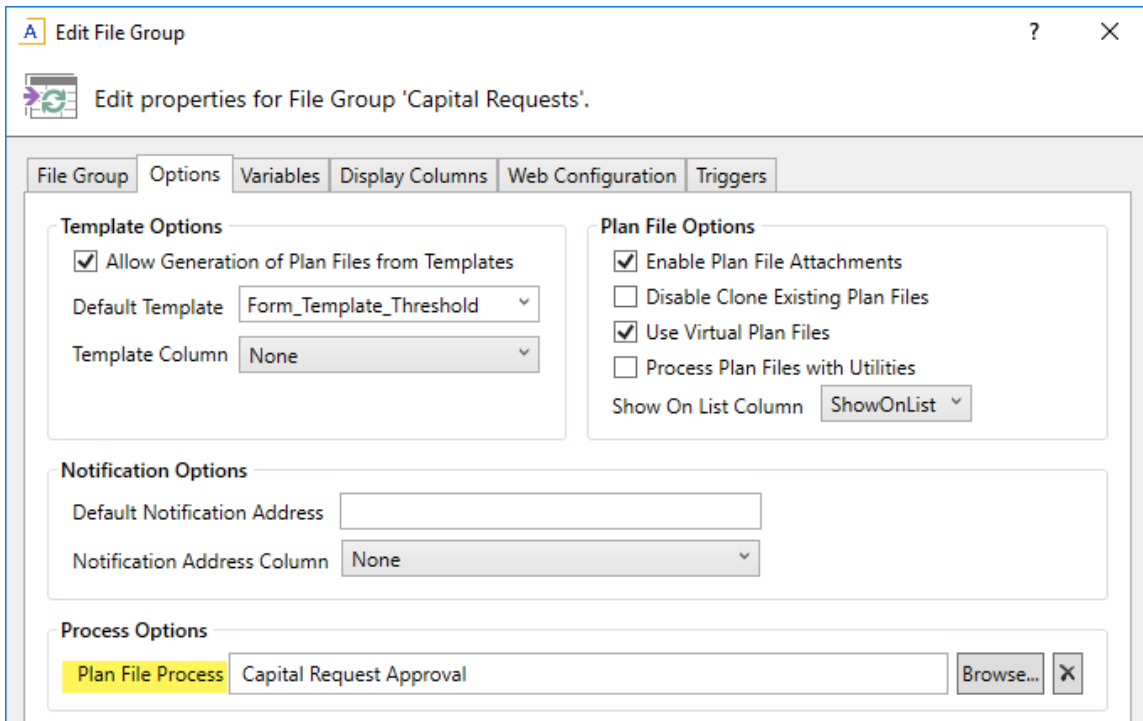 A Edit File Group ?
Edit properties for File Group 'Capital Requests'.
File Group Options Variables Display Columns Web Configuration Triggers
Template Options
Allow Generation of Plan Files from Templates
Default Template Form_Template_Threshold
Template Column None
Plan File Options
Enable Plan File Attachments
Disable Clone Existing Plan Files
Use Virtual Plan Files
Process Plan Files with Utilities
Show On List Column ShowOnList
Notification Options
Default Notification Address
Notification Address Column None
Process Options
Plan File Process Capital Request Approval Browse...